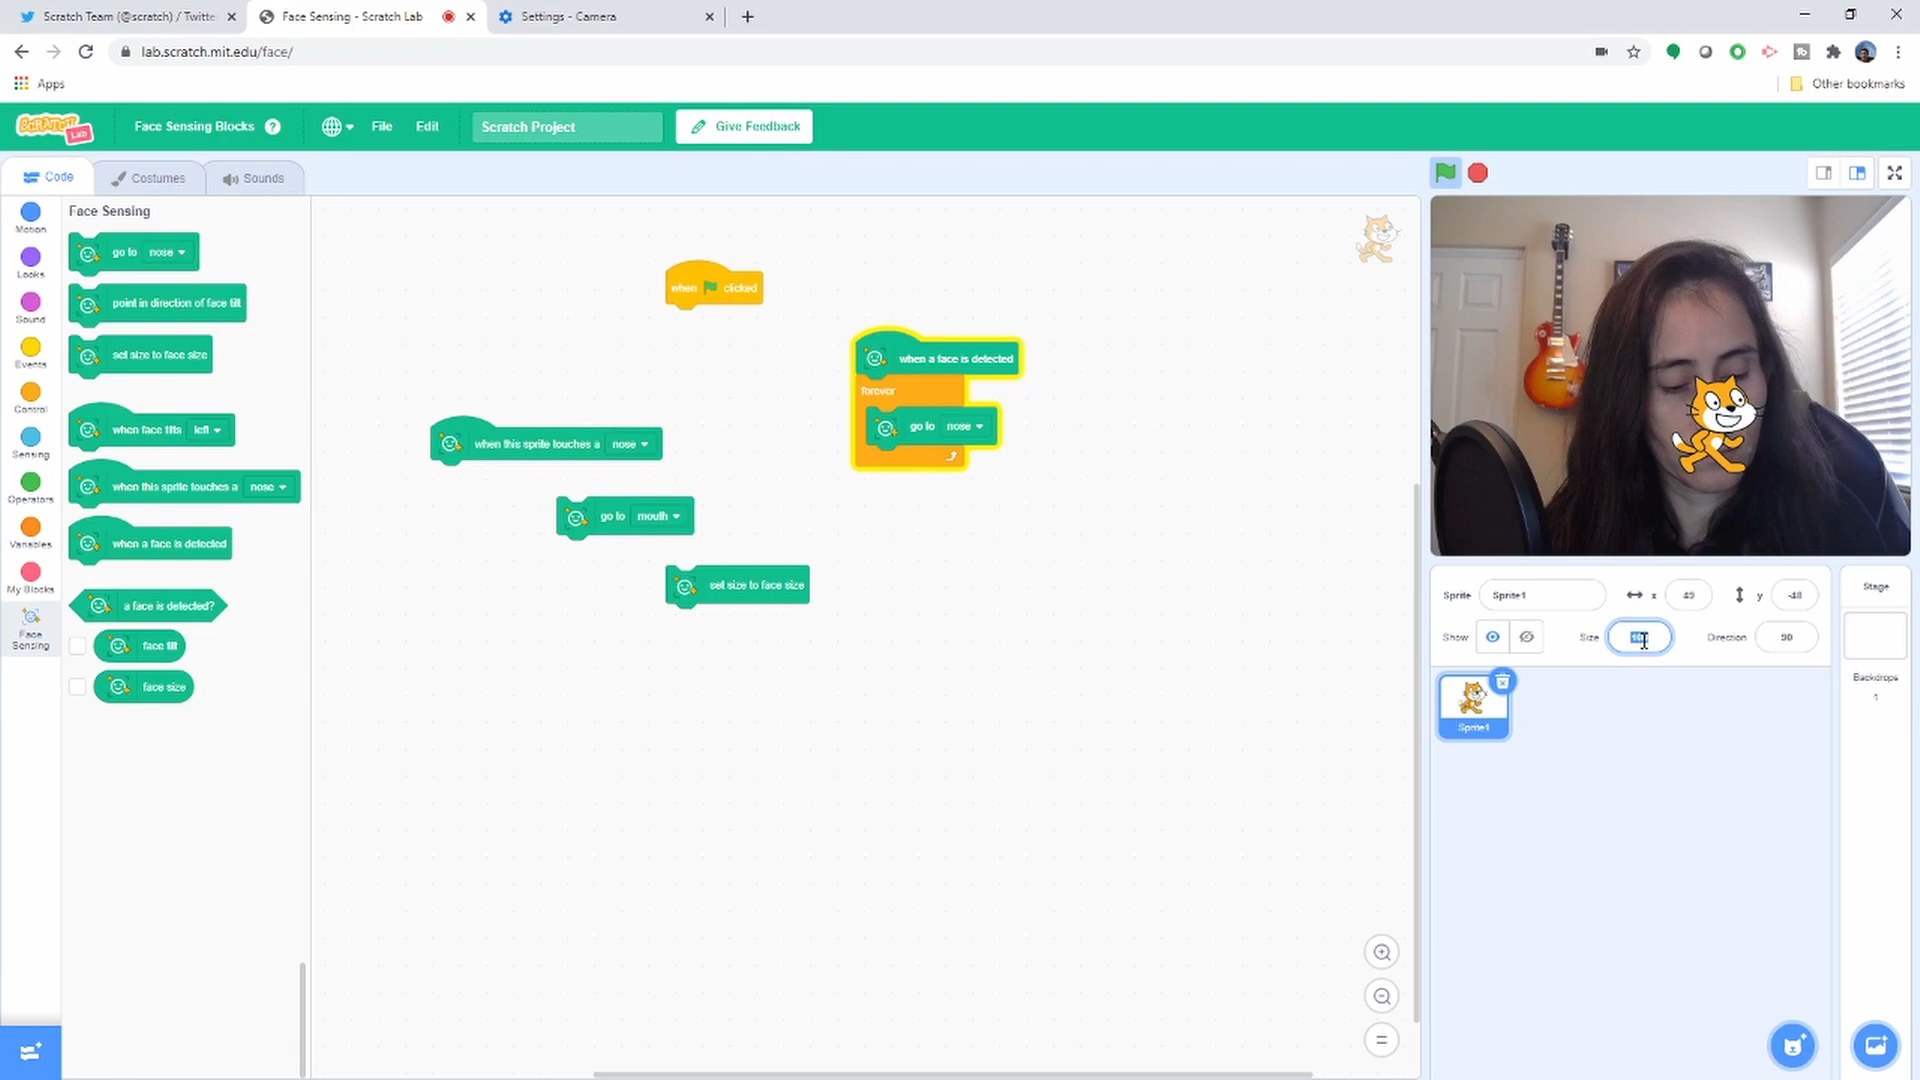 Scratch Team (@scratch) / Twitte
Face Sensing - Scratch Lab
Settings - Camera
lab.scratch.mit.edu/face/
Apps
Other bookmarks
SCRATCH Lab
Face Sensing Blocks
?
File
Edit
Scratch Project
Give Feedback
Code
Costumes
Sounds
Motion
Looks
Sound
Events
Control
Sensing
Operators
Variables
My Blocks
Face
Sensing
Face Sensing
go to nose
point in direction of face tilt
set size to face size
when face tilts left
when this sprite touches a nose
when a face is detected
a face is detected?
face tilt
face size
when clicked
when a face is detected
forever
go to nose
when this sprite touches a nose
go to mouth
set size to face size
Sprite Sprite1 x 49 y -48
Show Size Direction 90
Sprite1
Stage
Backdrops
1